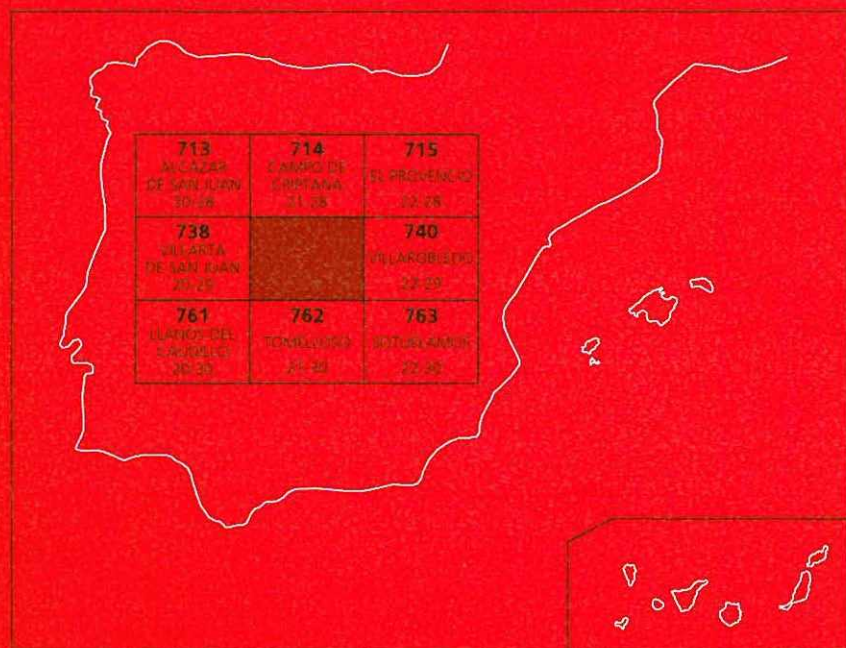 713
ALCAZAR
DE SAN JUAN
20-28
714
CAMPO DE
CRIPTANA
21-28
715
EL PROVENCIO
22-28
738
VILLARTA
DE SAN JUAN
20-29
740
VILLAROBLEDO
22-29
761
LLANOS DEL
CAUDILLO
20-30
762
TOMELLOSO
21-30
763
SOTUELAMOS
22-30